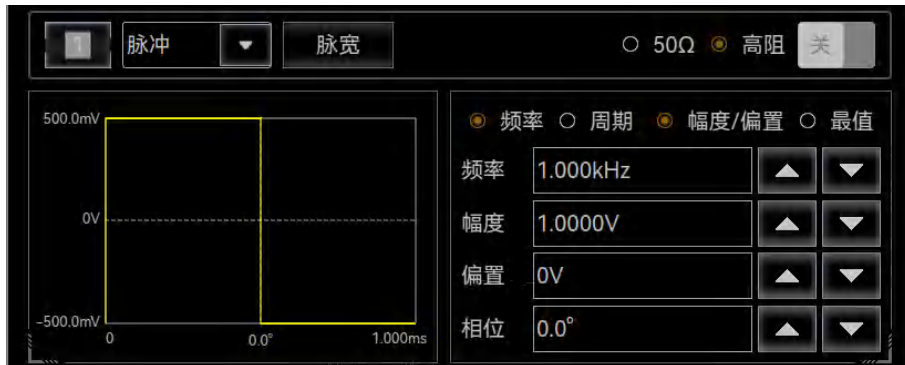 1 脉冲 脉宽 50Ω 高阻 关
频率 周期 幅度/偏置 最值
500.0mV
0V
-500.0mV
0 0.0° 1.000ms
频率 1.000kHz
幅度 1.0000V
偏置 0V
相位 0.0°